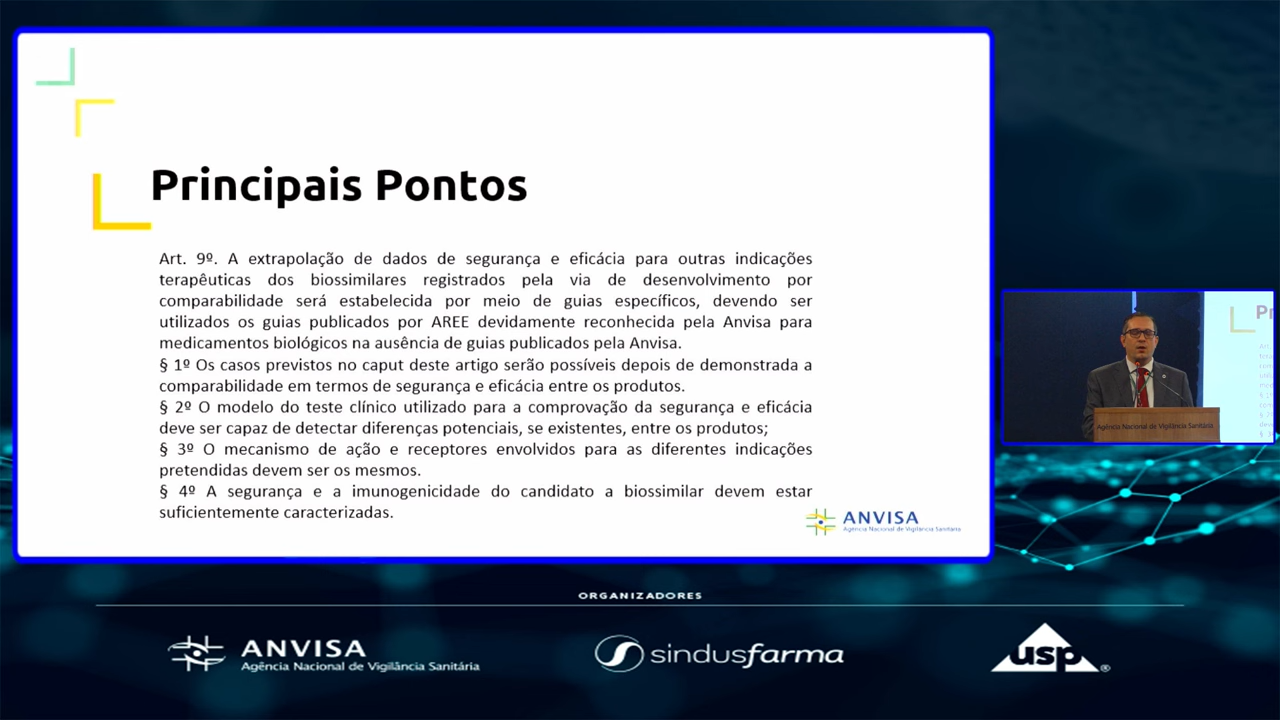 Principais Pontos
Art. 9º. A extrapolação de dados de segurança e eficácia para outras indicações
terapêuticas dos biossimilares registrados pela via de desenvolvimento por
comparabilidade será estabelecida por meio de guias específicos, devendo ser
utilizados os guias publicados por AREE devidamente reconhecida pela Anvisa para
medicamentos biológicos na ausência de guias publicados pela Anvisa.
§ 1º Os casos previstos no caput deste artigo serão possíveis depois de demonstrada a
comparabilidade em termos de segurança e eficácia entre os produtos.
§ 2º O modelo do teste clínico utilizado para a comprovação da segurança e eficácia
deve ser capaz de detectar diferenças potenciais, se existentes, entre os produtos;
§ 3º O mecanismo de ação e receptores envolvidos para as diferentes indicações
pretendidas devem ser os mesmos.
§ 4º A segurança e a imunogenicidade do candidato a biossimilar devem estar
suficientemente caracterizadas.
ANVISA
Agência Nacional de Vigilância Sanitária
Agência Nacional de Vigilância Sanitária
ORGANIZADORES
ANVISA
Agência Nacional de Vigilância Sanitária
sindusfarma
usp®